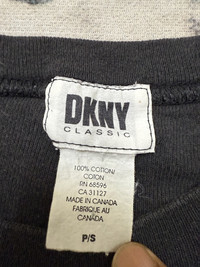 DKNY
CLASSIC
100% COTTON/
COTON
RN 68596
CA 31127
MADE IN CANADA
FABRIQUE AU
CANADA
P/S